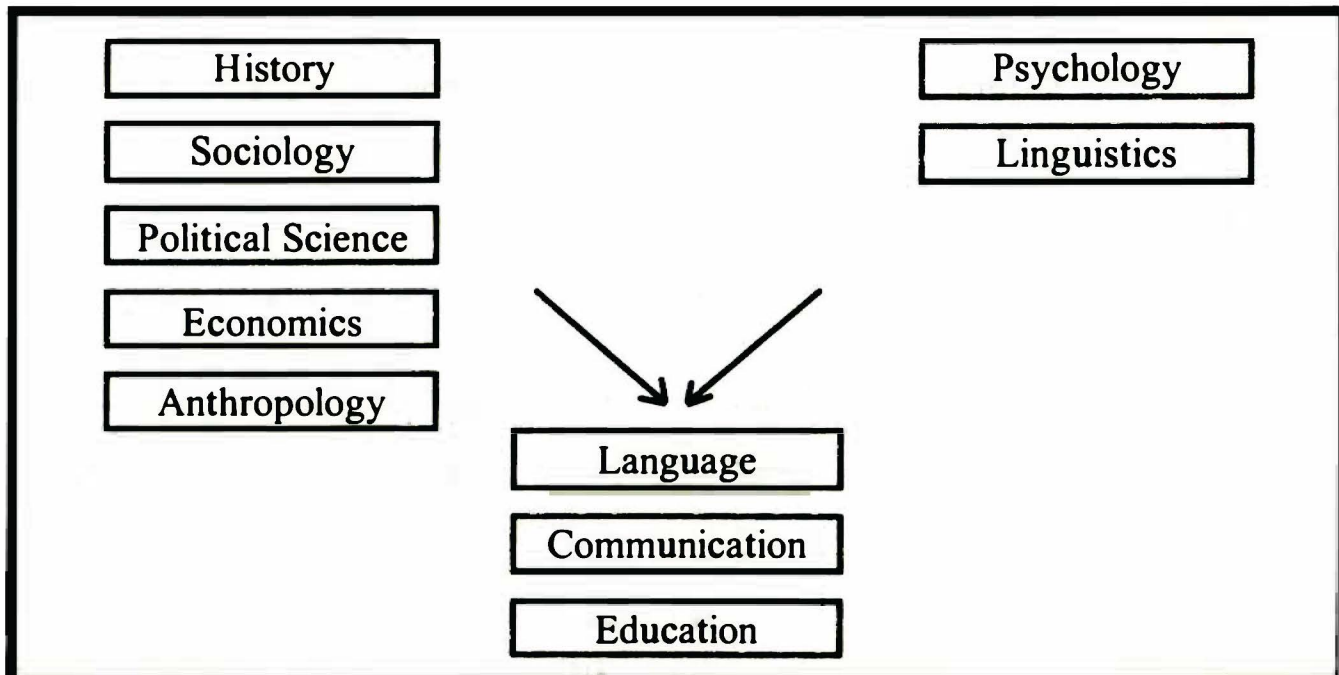 History
Sociology
Political Science
Economics
Anthropology
Psychology
Linguistics
Language
Communication
Education